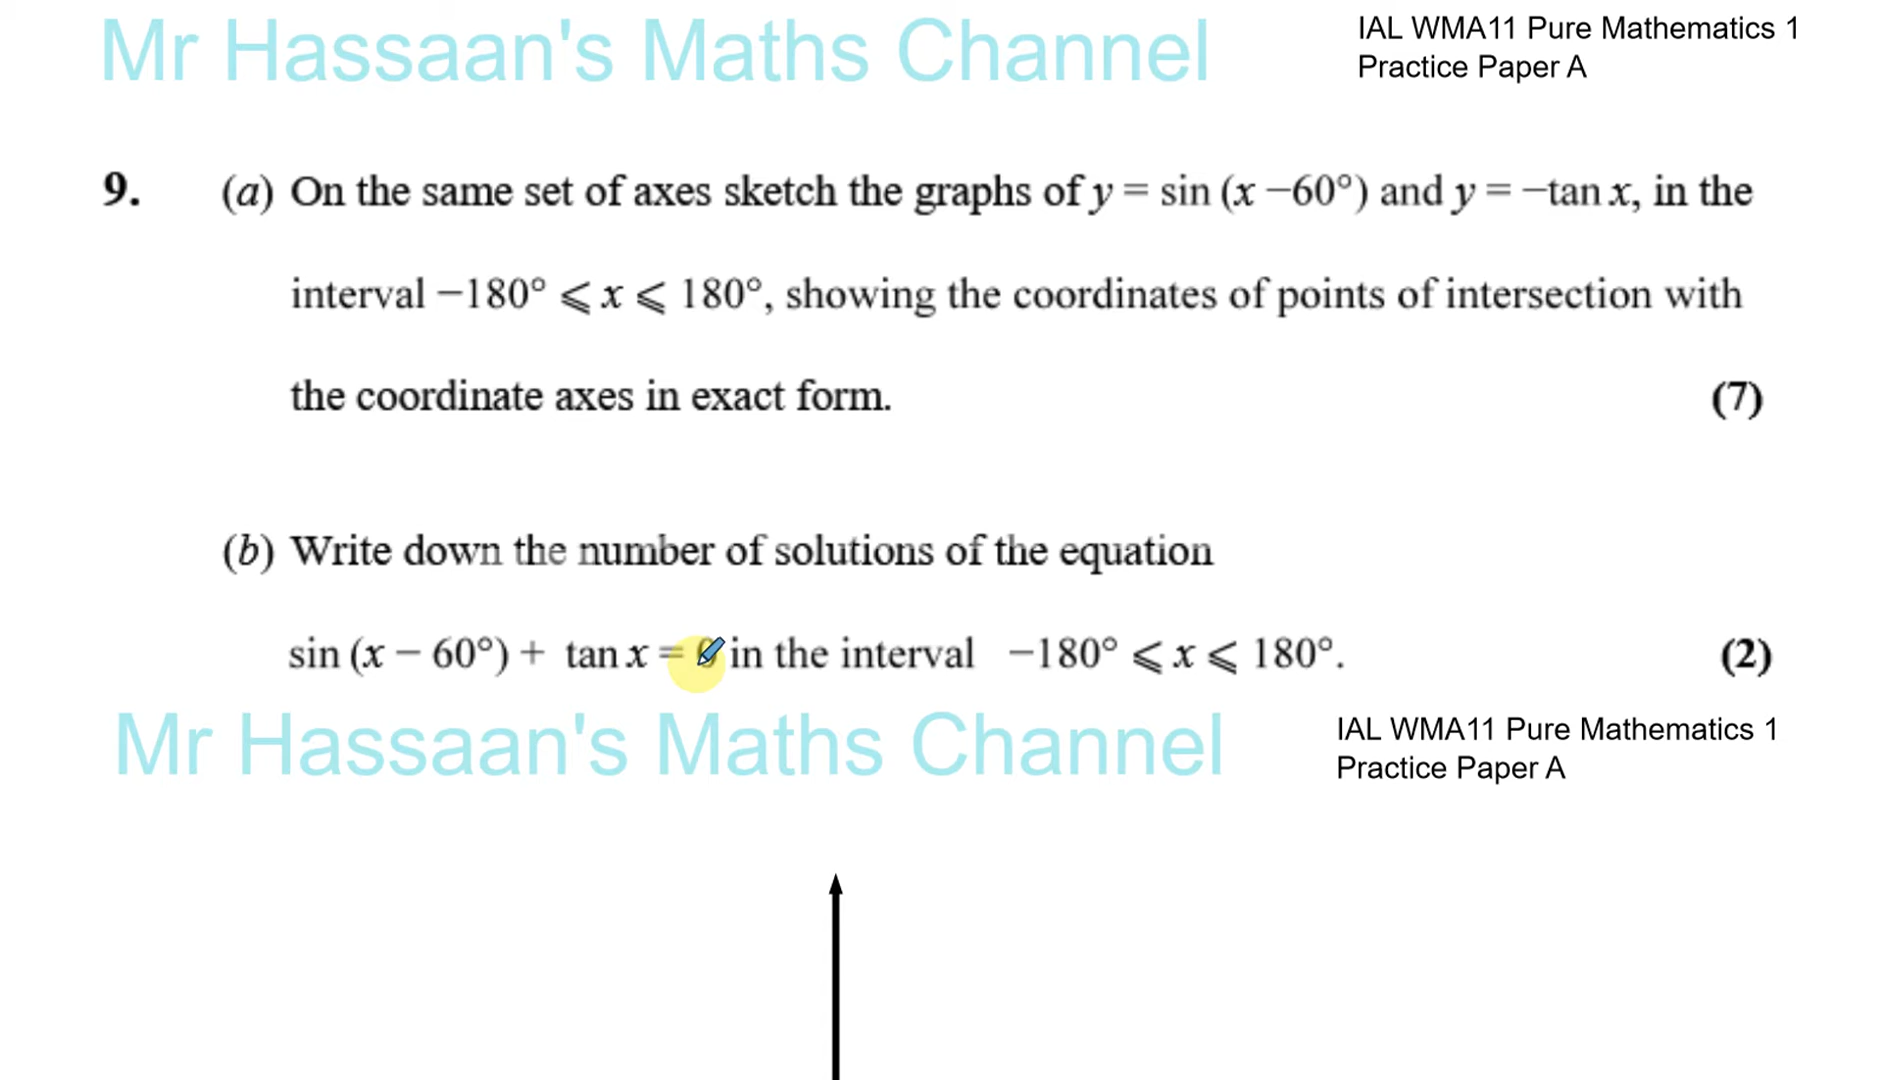 Mr Hassaan's Maths Channel
IAL WMA11 Pure Mathematics 1
Practice Paper A
9. (a) On the same set of axes sketch the graphs of y = sin (x −60°) and y = −tan x, in the
interval −180° ⩽ x ⩽ 180°, showing the coordinates of points of intersection with
the coordinate axes in exact form. (7)
(b) Write down the number of solutions of the equation
sin (x − 60°) + tan x = 0 in the interval −180° ⩽ x ⩽ 180°. (2)
Mr Hassaan's Maths Channel
IAL WMA11 Pure Mathematics 1
Practice Paper A